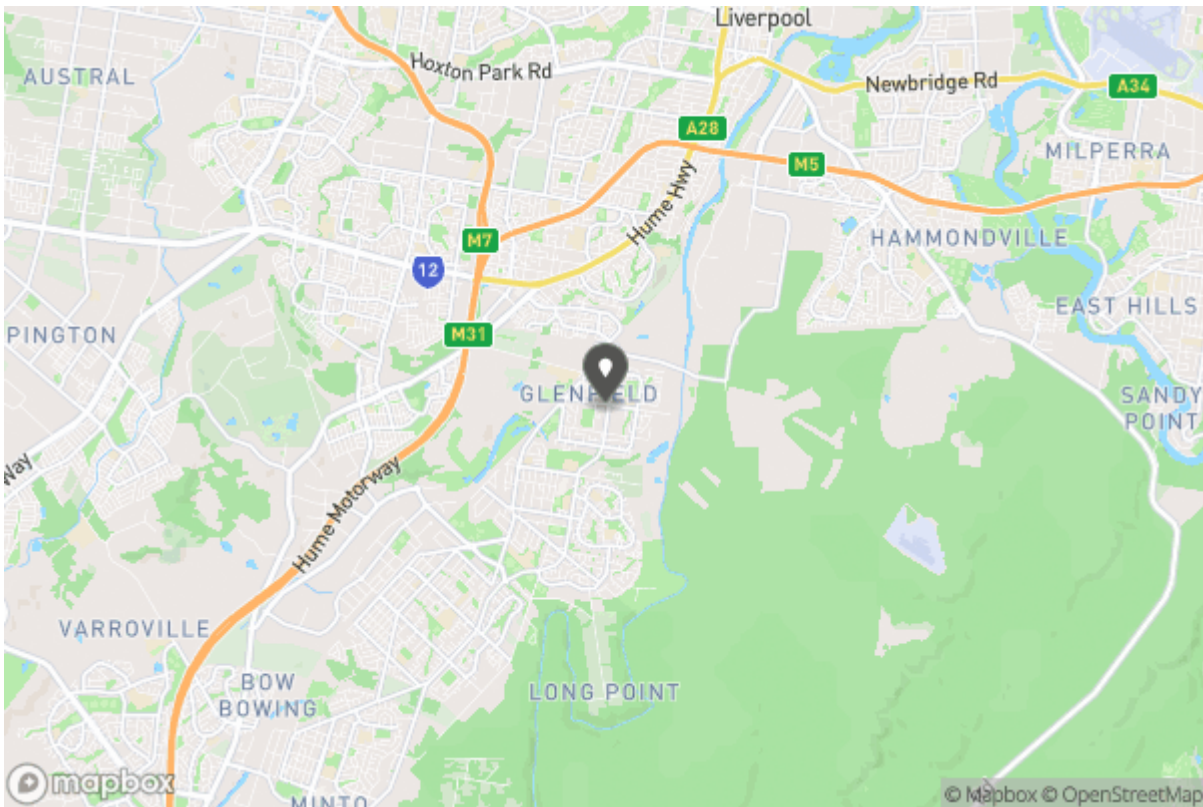 Liverpool
AUSTRAL
Hoxton Park Rd
Newbridge Rd
A34
A28
MILPERRA
M5
Hume Hwy
HAMMONDVILLE
M7
12
EAST HILLS
PINGTON
M31
GLENFIELD
SANDY
POINT
Way
Hume Motorway
VARROVILLE
BOW
BOWING
LONG POINT
MINTO
mapbox
© Mapbox © OpenStreetMap